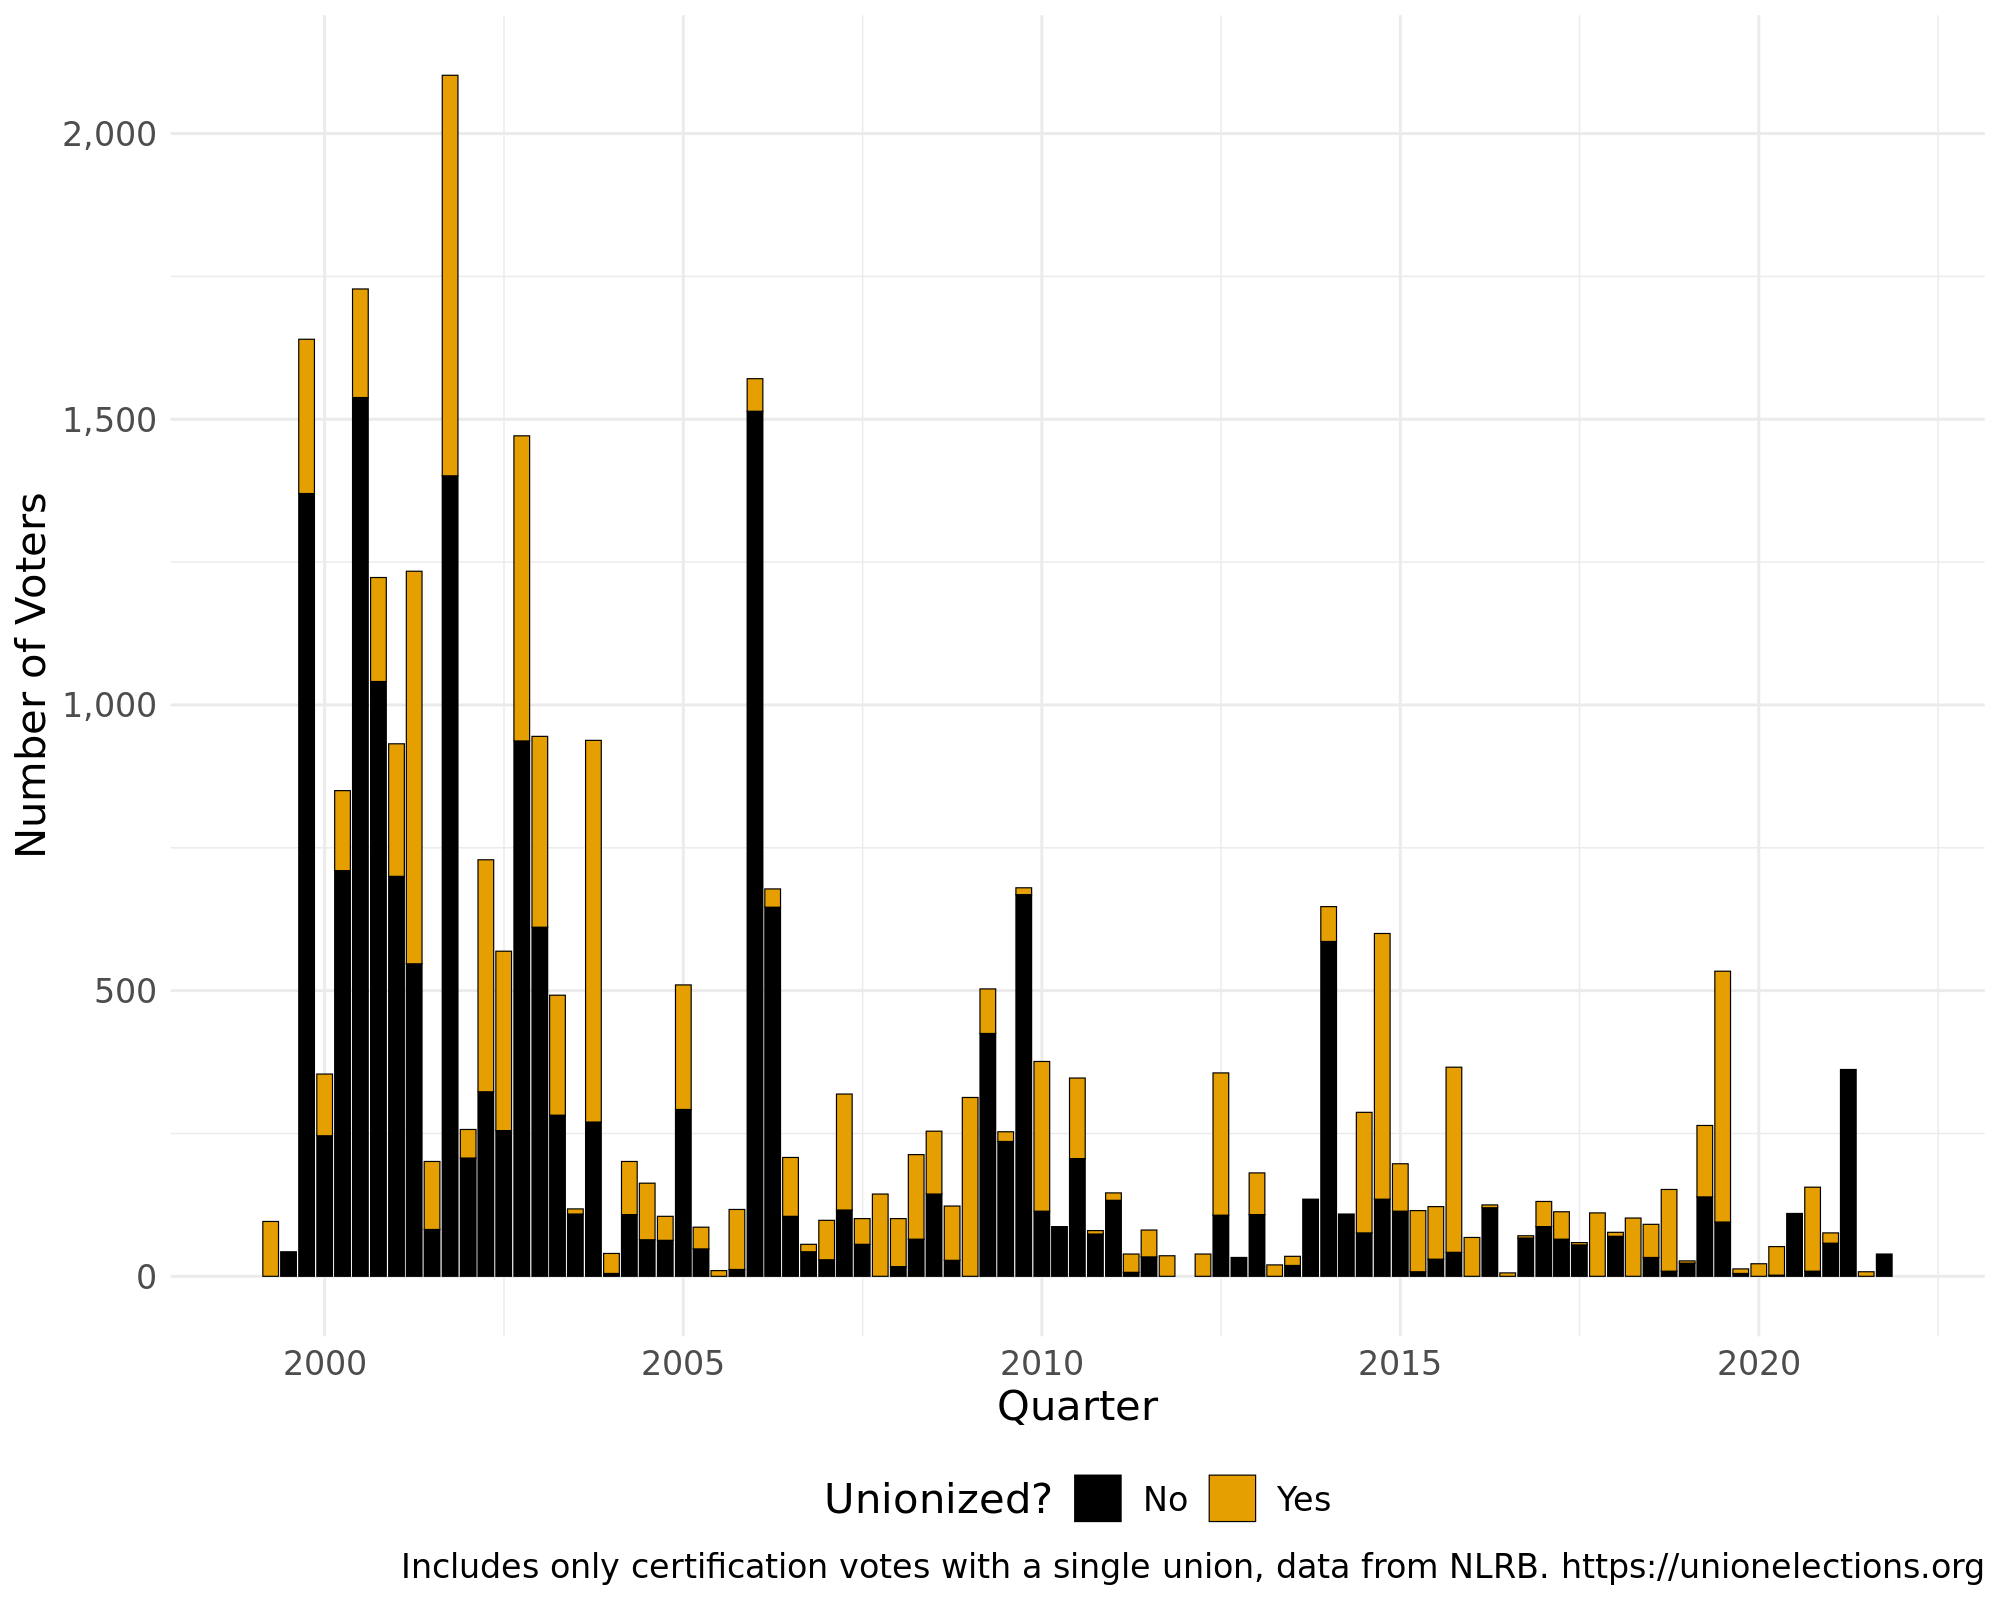 Number of Voters
2,000
1,500
1,000
500
0
2000 2005 2010 2015 2020
Quarter
Unionized? No Yes
Includes only certification votes with a single union, data from NLRB. https://unionelections.org